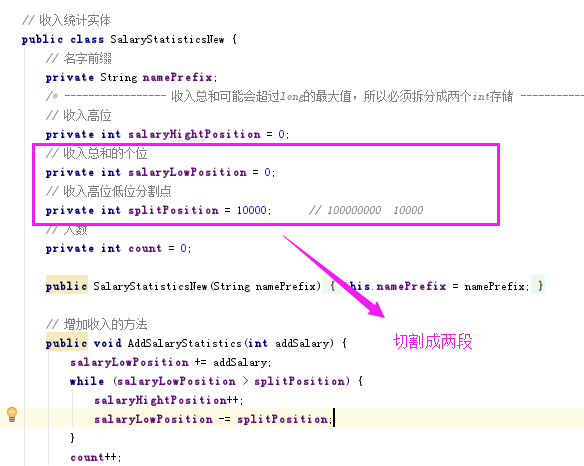 // 收入统计实体
public class SalaryStatisticsNew {
// 名字前缀
private String namePrefix;
/* ----------------- 收入总和可能会超过long的最大值，所以必须拆分成两个int存储 -----------
// 收入高位
private int salaryHightPosition = 0;
// 收入总和的个位
private int salaryLowPosition = 0;
// 收入高位低位分割点
private int splitPosition = 10000; // 100000000 10000
// 人数
private int count = 0;
public SalaryStatisticsNew(String namePrefix) { this.namePrefix = namePrefix; }
切割成两段
// 增加收入的方法
public void AddSalaryStatistics(int addSalary) {
salaryLowPosition += addSalary;
while (salaryLowPosition > splitPosition) {
salaryHightPosition++;
salaryLowPosition -= splitPosition;
}
count++;